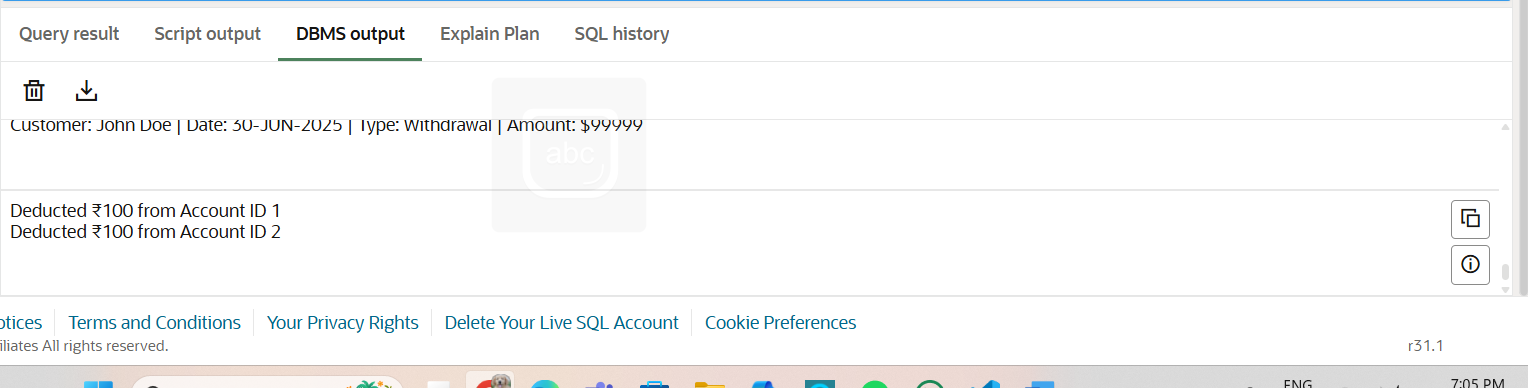 Query result Script output DBMS output Explain Plan SQL history
Customer: John Doe | Date: 30-JUN-2025 | Type: Withdrawal | Amount: $99999
abc
Deducted ₹100 from Account ID 1
Deducted ₹100 from Account ID 2
otices Terms and Conditions Your Privacy Rights Delete Your Live SQL Account Cookie Preferences
iliates All rights reserved.
r31.1
ENG
7:05 PM